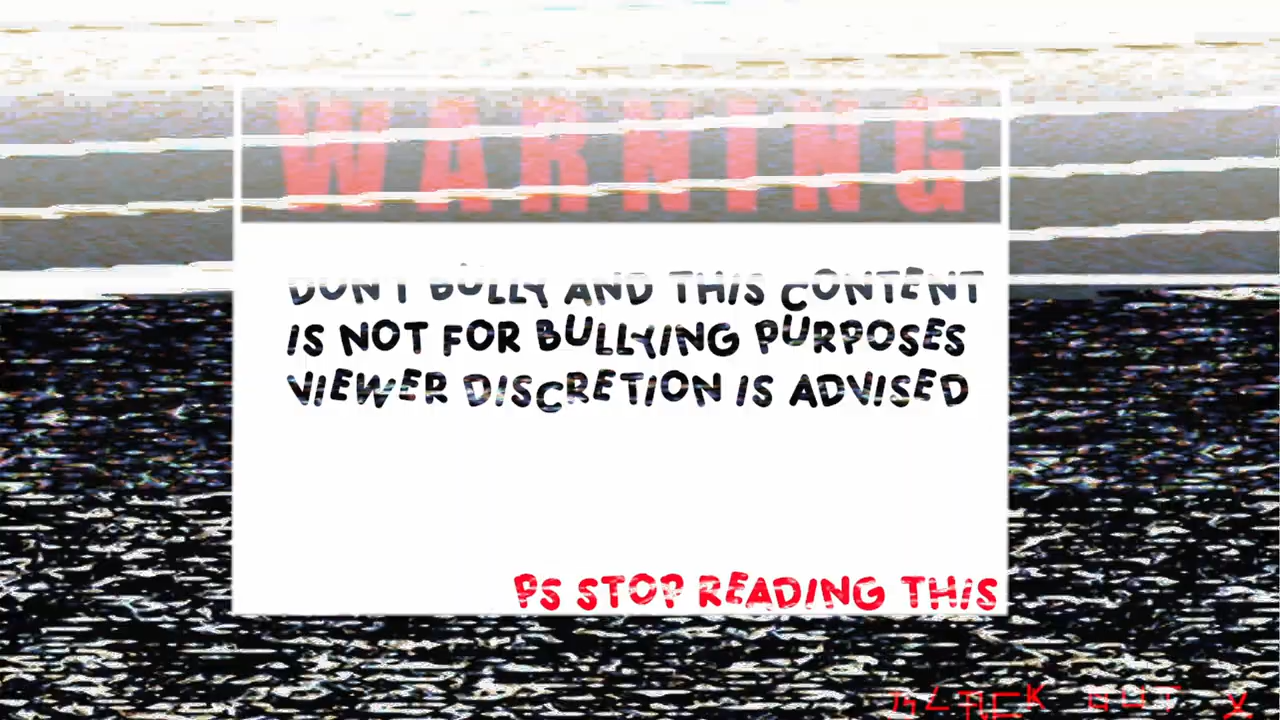 WARNING
DON'T BULLY AND THIS CONTENT
IS NOT FOR BULLYING PURPOSES
VIEWER DISCRETION IS ADVISED
PS STOP READING THIS